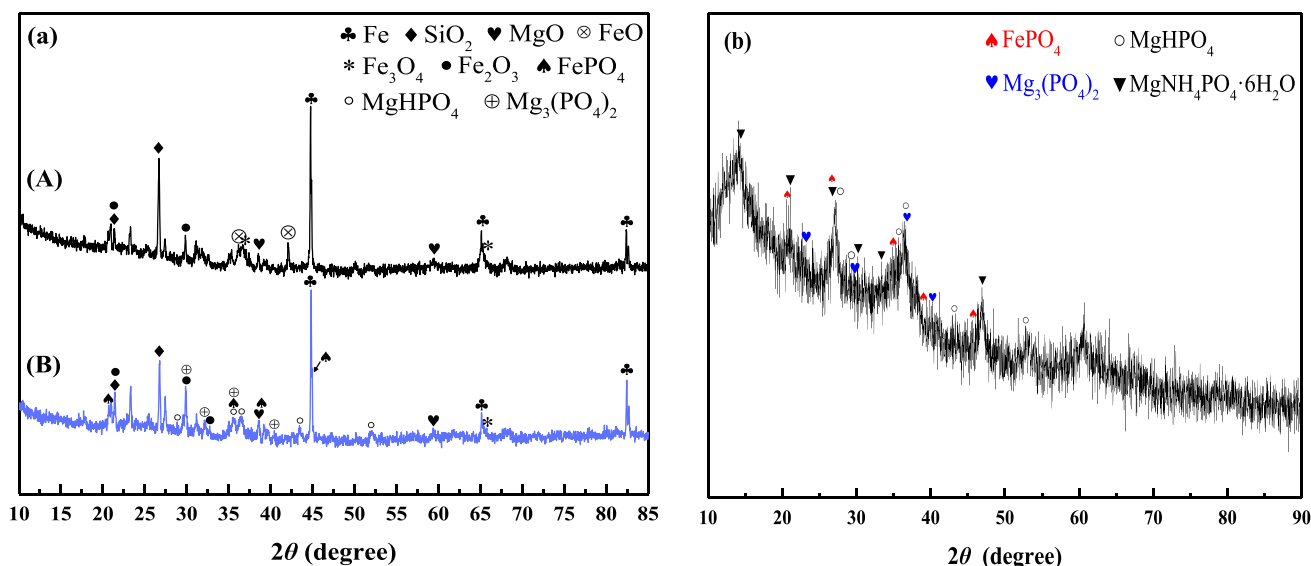 (a) ♣ Fe ♦ SiO₂ ♥ MgO ⊗ FeO
* Fe₃O₄ ● Fe₂O₃ ♠ FePO₄
○ MgHPO₄ ⊕ Mg₃(PO₄)₂
(A)
(B)
10 15 20 25 30 35 40 45 50 55 60 65 70 75 80 85
2θ (degree)
(b) ♠ FePO₄ ○ MgHPO₄
♥ Mg₃(PO₄)₂ ▼ MgNH₄PO₄·6H₂O
10 20 30 40 50 60 70 80 90
2θ (degree)